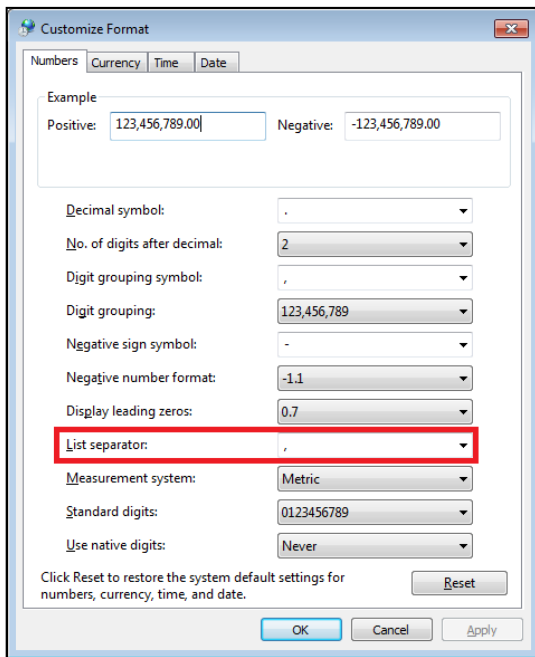 Customize Format
Numbers Currency Time Date
Example
Positive: 123,456,789.00 Negative: -123,456,789.00
Decimal symbol: .
No. of digits after decimal: 2
Digit grouping symbol: ,
Digit grouping: 123,456,789
Negative sign symbol: -
Negative number format: -1.1
Display leading zeros: 0.7
List separator: ,
Measurement system: Metric
Standard digits: 0123456789
Use native digits: Never
Click Reset to restore the system default settings for
numbers, currency, time, and date.
Reset
OK Cancel Apply